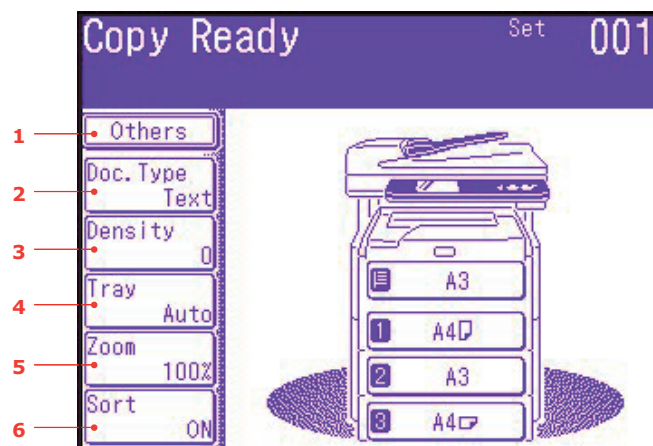 Copy Ready Set 001
1 Others
2 Doc.Type
Text
3 Density
0
4 Tray
Auto
5 Zoom
100%
6 Sort
ON
A3
1 A4
2 A3
3 A4